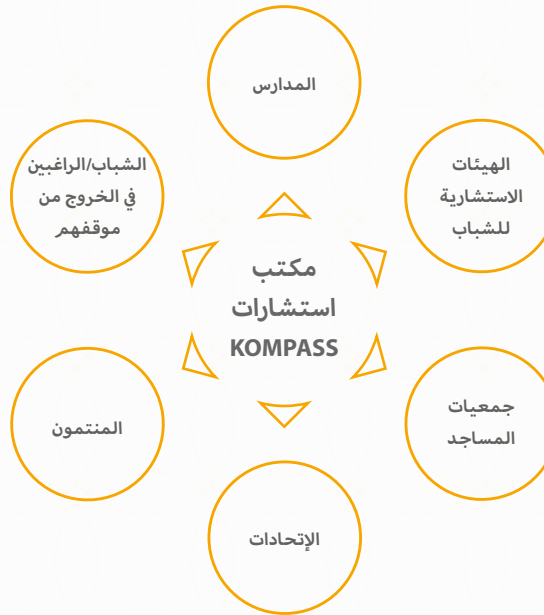 المدارس
الهيئات
الاستشارية
للشباب
الشباب/الراغبين
في الخروج من
موقفهم
مكتب
استشارات
KOMPASS
جمعيات
المساجد
المنتمون
الإتحادات